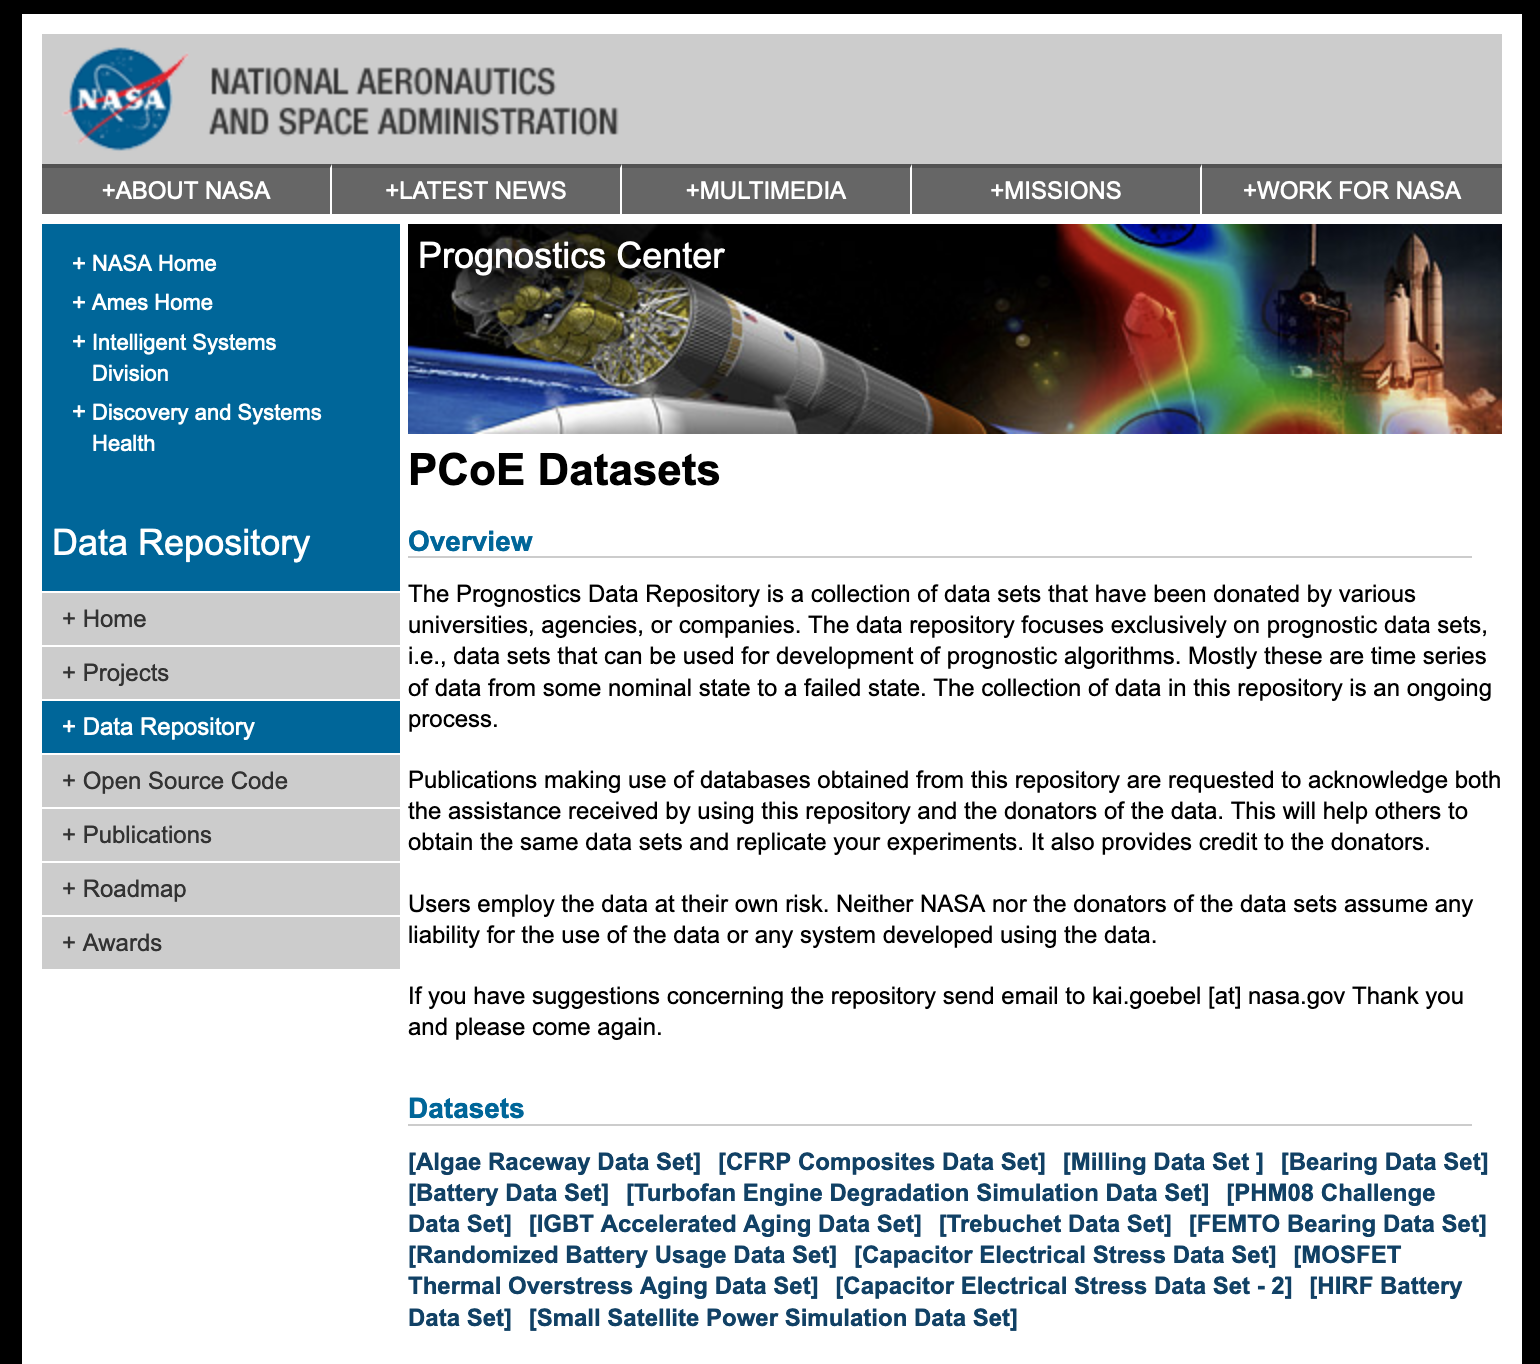 NASA
NATIONAL AERONAUTICS
AND SPACE ADMINISTRATION
+ABOUT NASA
+LATEST NEWS
+MULTIMEDIA
+MISSIONS
+WORK FOR NASA
+ NASA Home
+ Ames Home
+ Intelligent Systems
Division
+ Discovery and Systems
Health
Data Repository
+ Home
+ Projects
+ Data Repository
+ Open Source Code
+ Publications
+ Roadmap
+ Awards
Prognostics Center
PCoE Datasets
Overview
The Prognostics Data Repository is a collection of data sets that have been donated by various
universities, agencies, or companies. The data repository focuses exclusively on prognostic data sets,
i.e., data sets that can be used for development of prognostic algorithms. Mostly these are time series
of data from some nominal state to a failed state. The collection of data in this repository is an ongoing
process.
Publications making use of databases obtained from this repository are requested to acknowledge both
the assistance received by using this repository and the donators of the data. This will help others to
obtain the same data sets and replicate your experiments. It also provides credit to the donators.
Users employ the data at their own risk. Neither NASA nor the donators of the data sets assume any
liability for the use of the data or any system developed using the data.
If you have suggestions concerning the repository send email to kai.goebel [at] nasa.gov Thank you
and please come again.
Datasets
[Algae Raceway Data Set] [CFRP Composites Data Set] [Milling Data Set ] [Bearing Data Set]
[Battery Data Set] [Turbofan Engine Degradation Simulation Data Set] [PHM08 Challenge
Data Set] [IGBT Accelerated Aging Data Set] [Trebuchet Data Set] [FEMTO Bearing Data Set]
[Randomized Battery Usage Data Set] [Capacitor Electrical Stress Data Set] [MOSFET
Thermal Overstress Aging Data Set] [Capacitor Electrical Stress Data Set - 2] [HIRF Battery
Data Set] [Small Satellite Power Simulation Data Set]